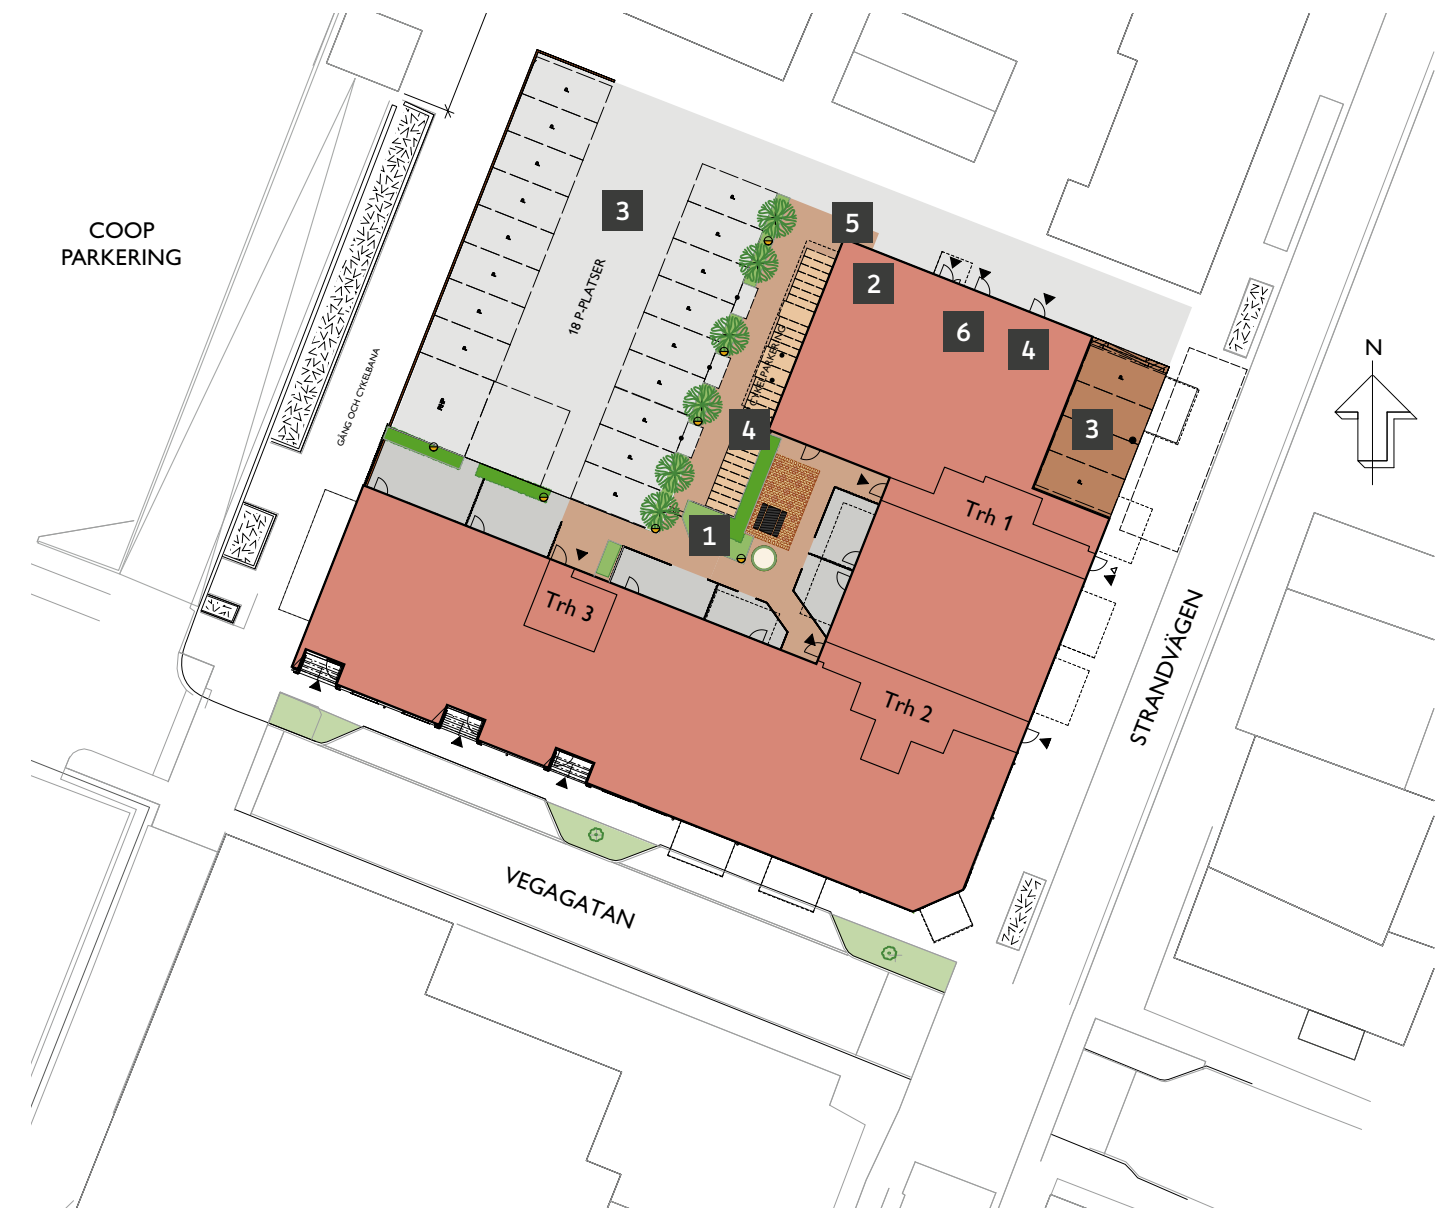 COOP
PARKERING
3
18 P-PLATSER
GÅNG OCH CYKELBANA
5
2
6
4
CYKELPARKERING
4
3
1
Trh 1
Trh 3
Trh 2
N
STRANDVÄGEN
VEGAGATAN